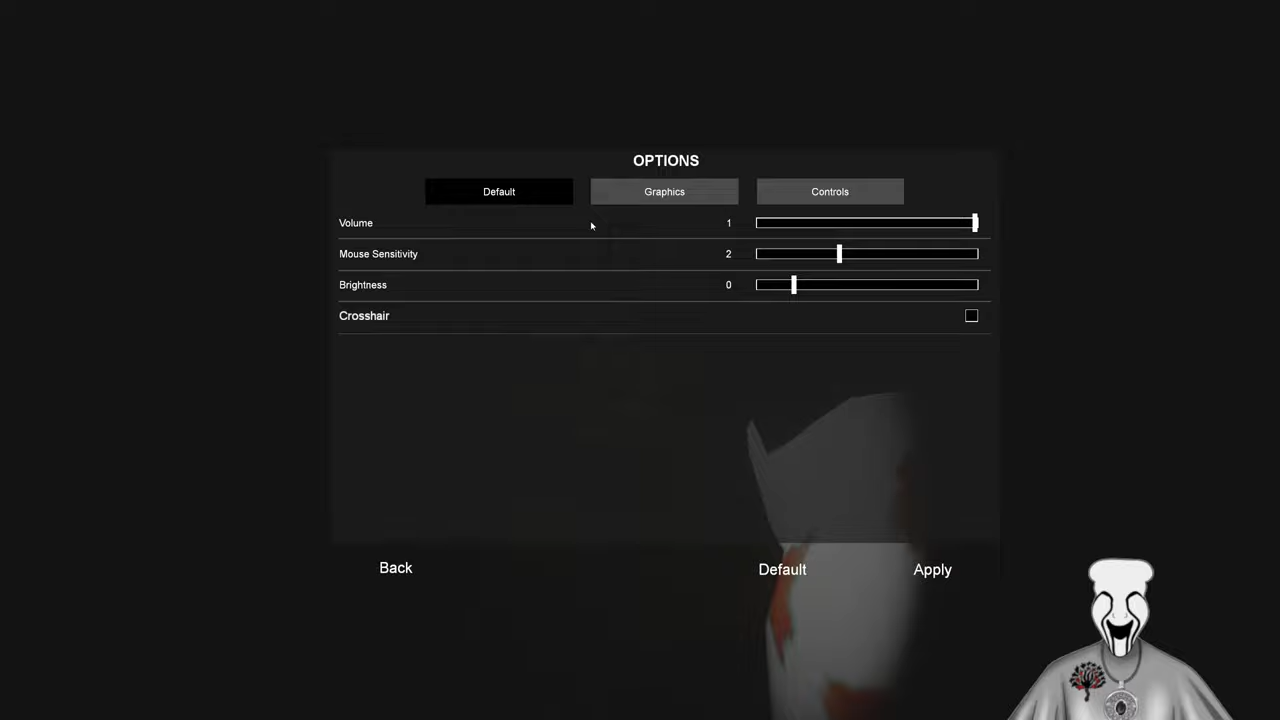 OPTIONS
Default Graphics Controls
Volume 1
Mouse Sensitivity 2
Brightness 0
Crosshair
Back Default Apply